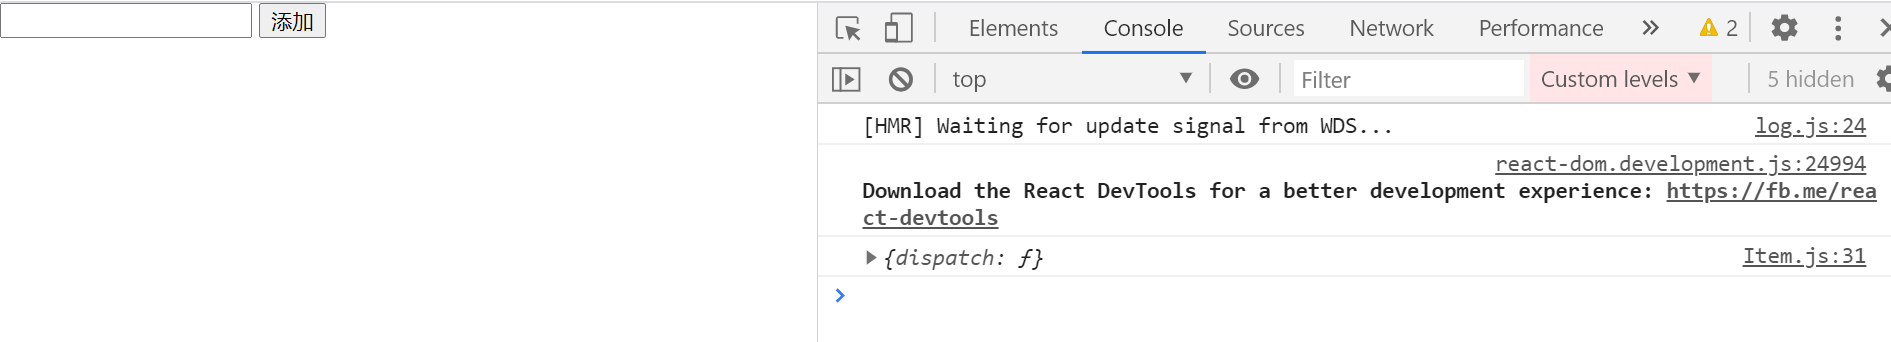 添加
Elements Console Sources Network Performance » 2
top Filter Custom levels ▼ 5 hidden
[HMR] Waiting for update signal from WDS... log.js:24
react-dom.development.js:24994
Download the React DevTools for a better development experience: https://fb.me/rea
ct-devtools
▶ {dispatch: ƒ} Item.js:31